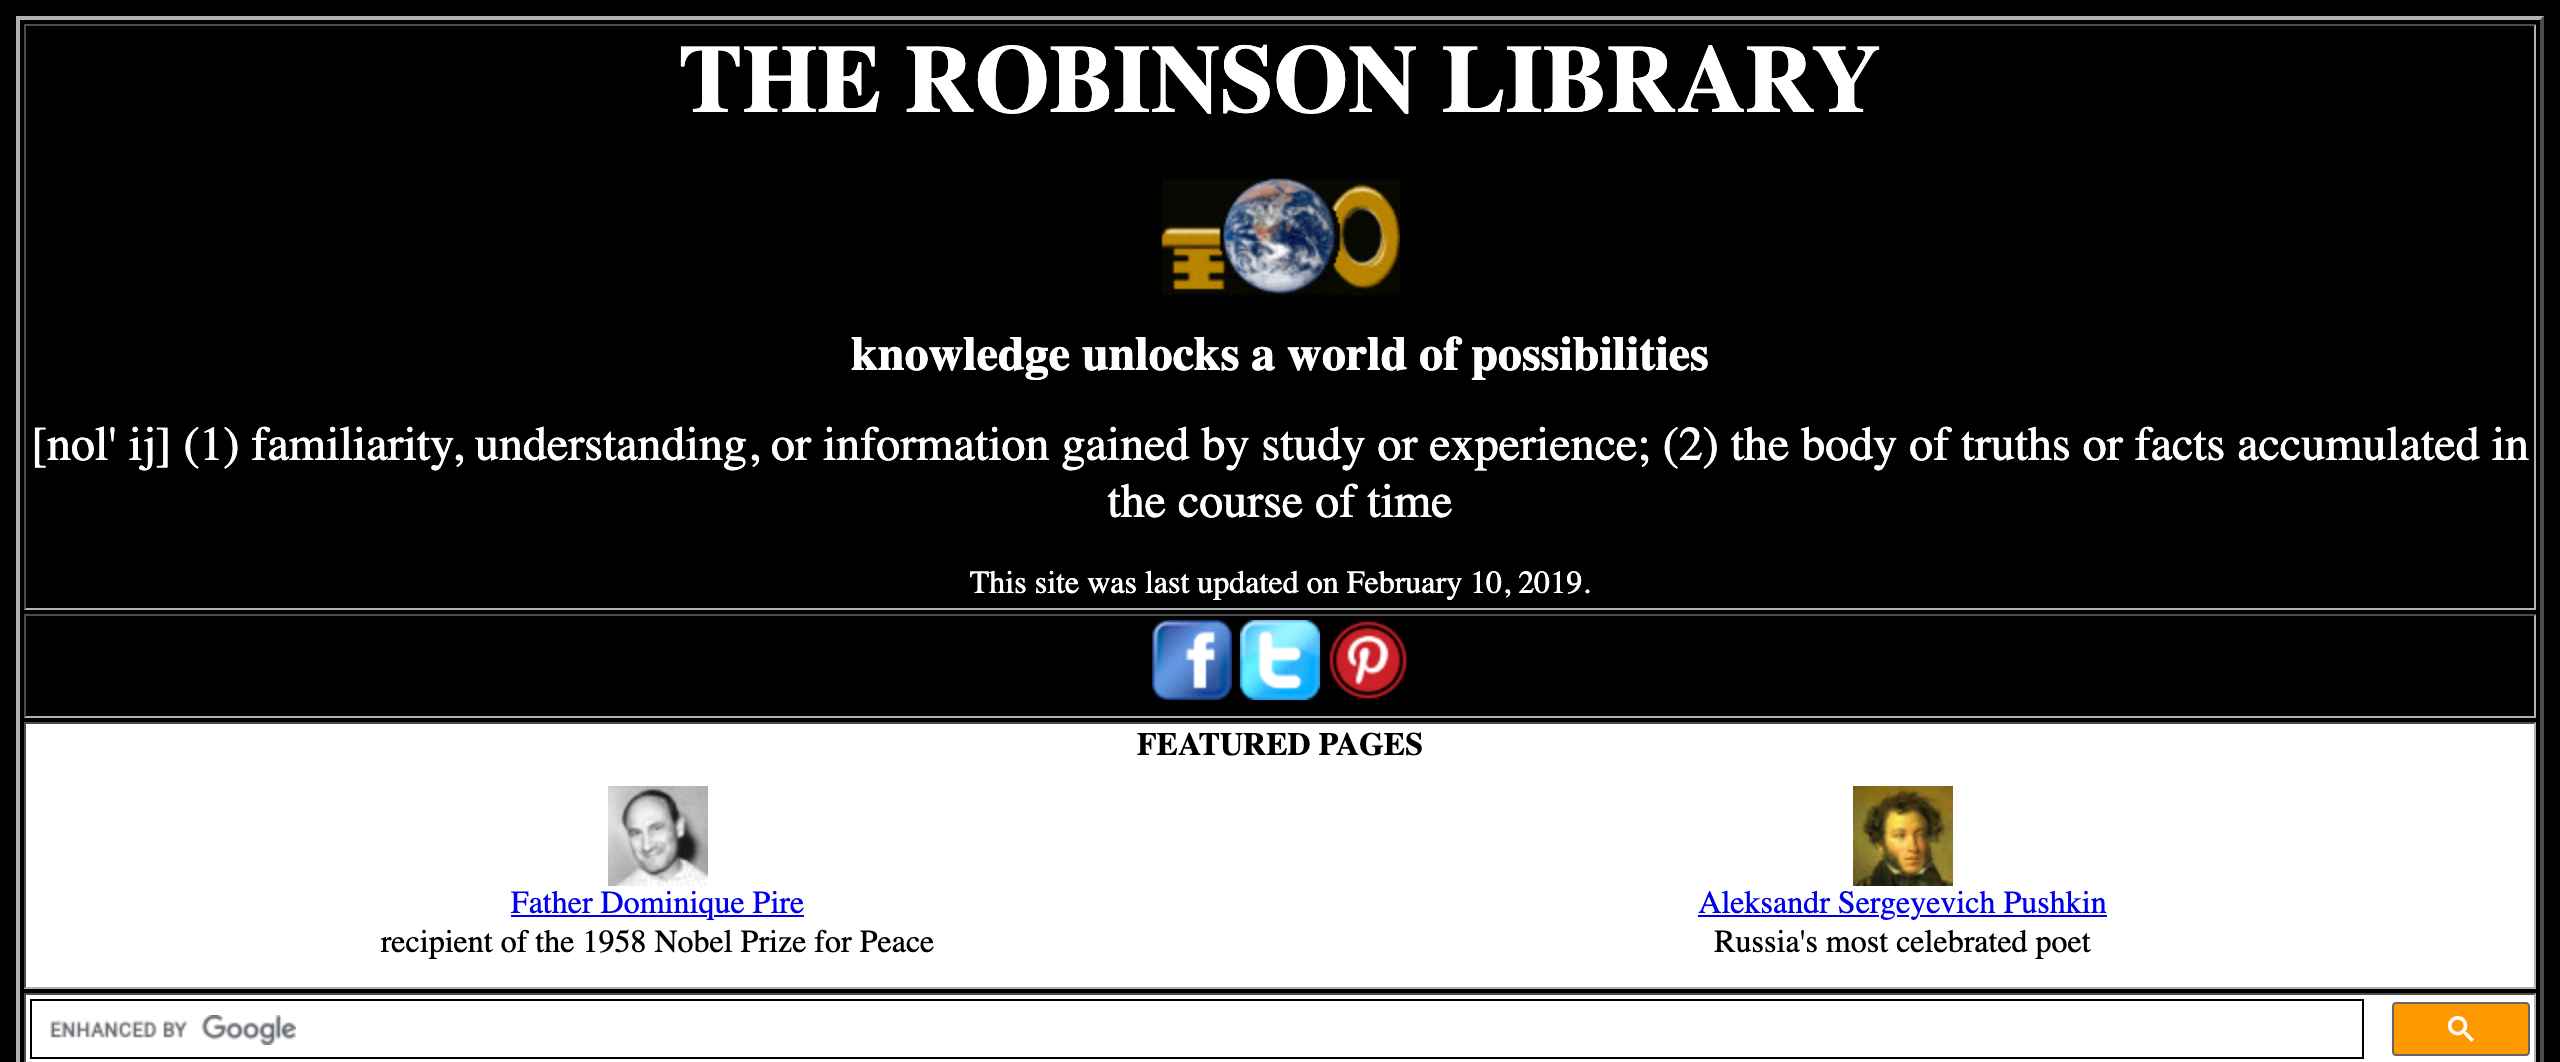 THE ROBINSON LIBRARY
knowledge unlocks a world of possibilities
[nol' ij] (1) familiarity, understanding, or information gained by study or experience; (2) the body of truths or facts accumulated in
the course of time
This site was last updated on February 10, 2019.
FEATURED PAGES
Father Dominique Pire
recipient of the 1958 Nobel Prize for Peace
Aleksandr Sergeyevich Pushkin
Russia's most celebrated poet
ENHANCED BY Google